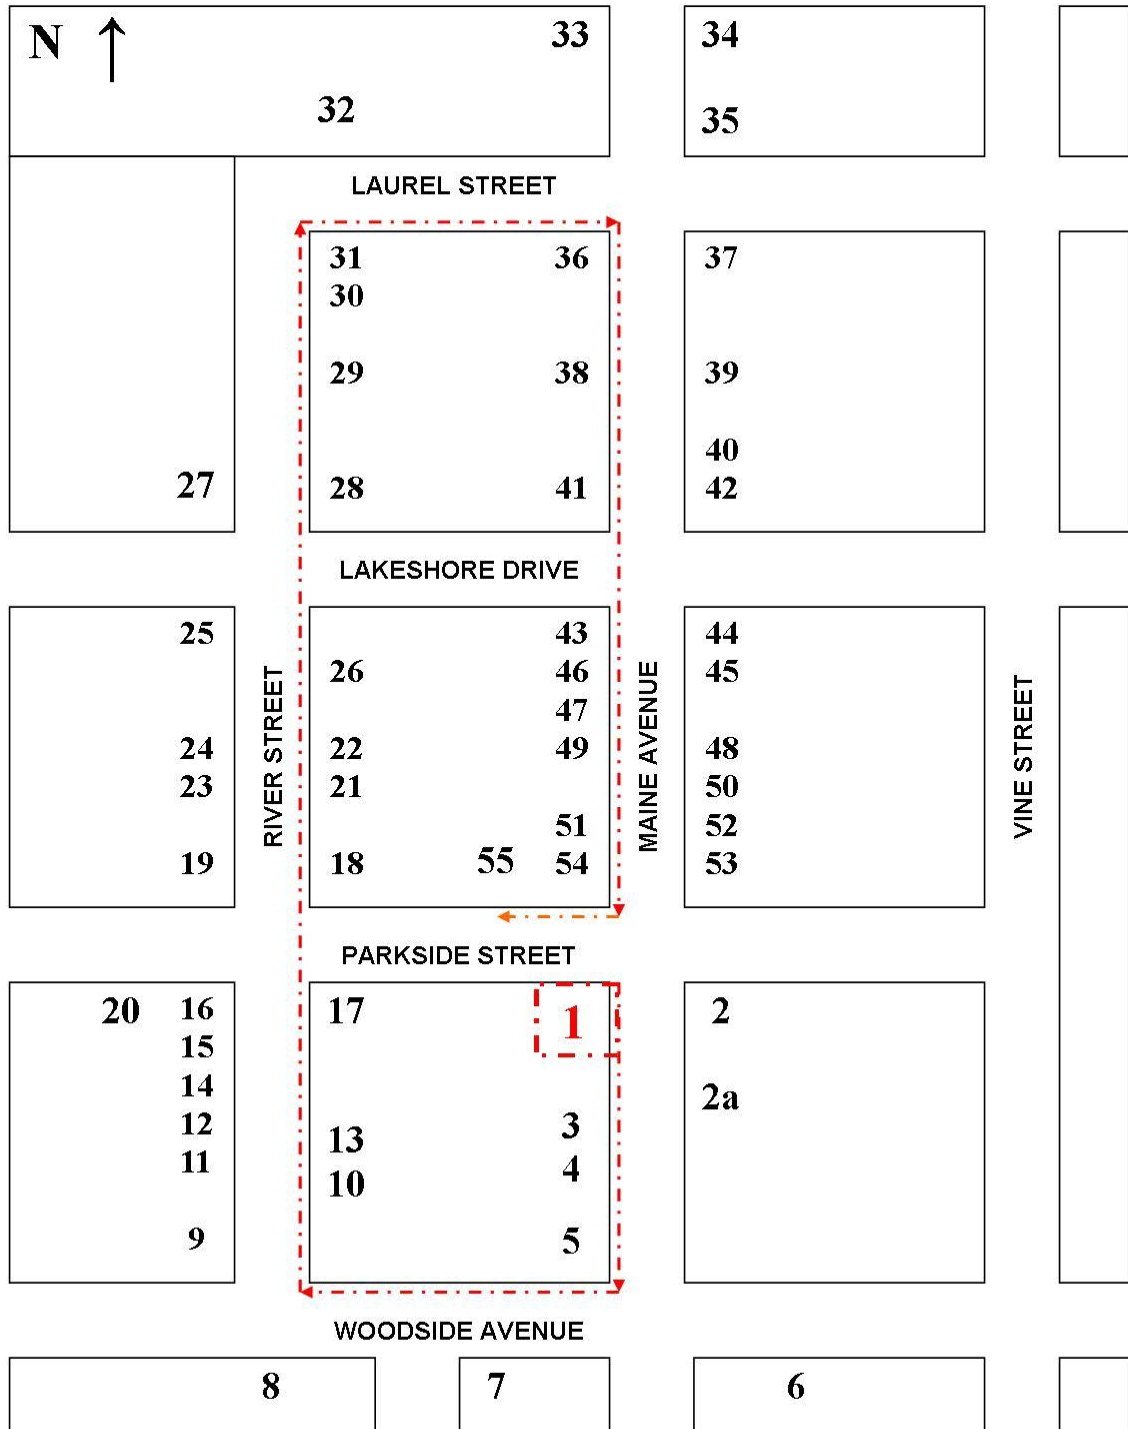 N 33 34
32 35
LAUREL STREET
31 36 37
30
29 38 39
40
27 28 41 42
LAKESHORE DRIVE
25 43 44
26 46 45
47
24 22 49 48
23 21 50
51 52
19 18 55 54 53
RIVER STREET
MAINE AVENUE
VINE STREET
PARKSIDE STREET
20 16 17 1 2
15
14 2a
12 13 3
11 10 4
9 5
WOODSIDE AVENUE
8 7 6